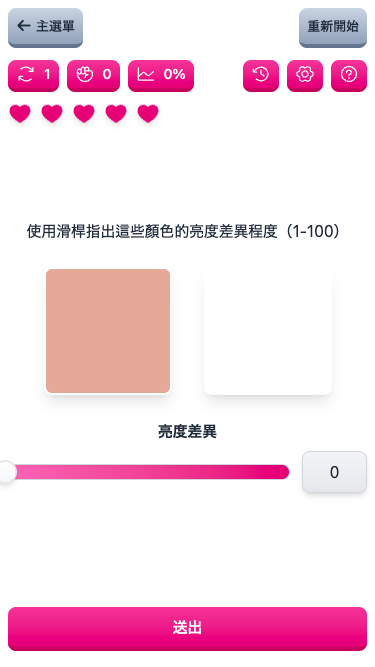 主選單
重新開始
1
0
0%
使用滑桿指出這些顏色的亮度差異程度（1-100）
亮度差異
0
送出